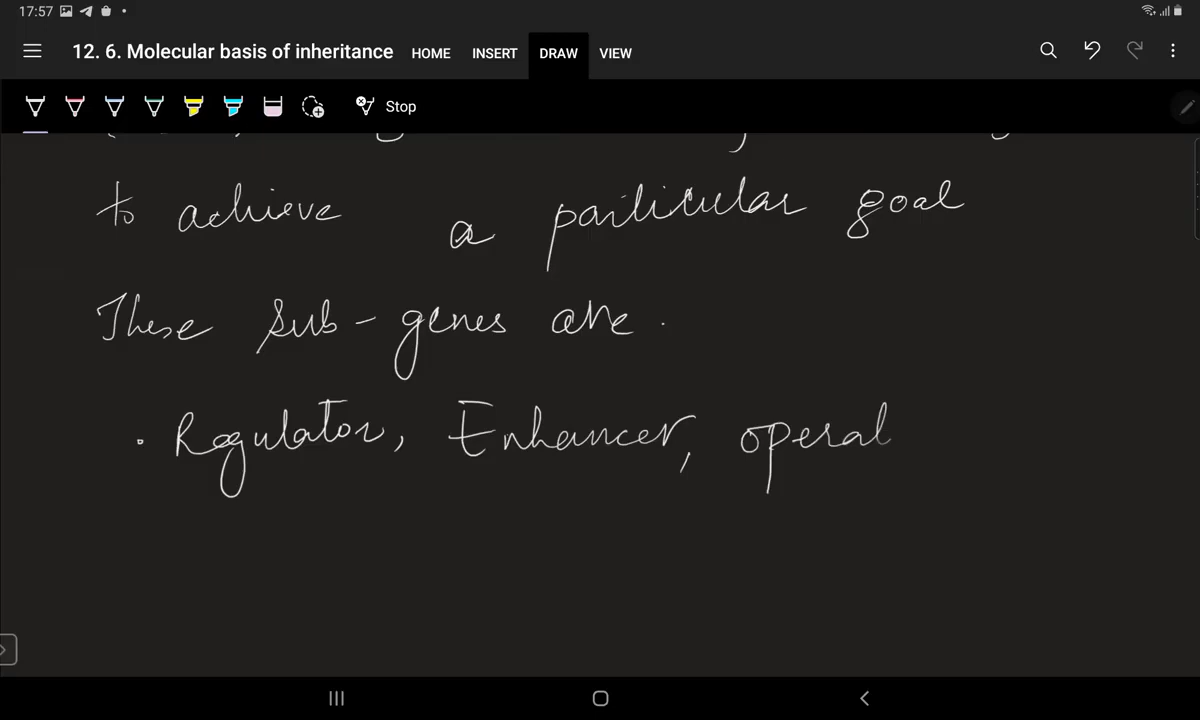 17:57
12. 6. Molecular basis of inheritance HOME INSERT DRAW VIEW
Stop
to achieve a particular goal
These sub-genes are.
. Regulator, Enhancer, operal